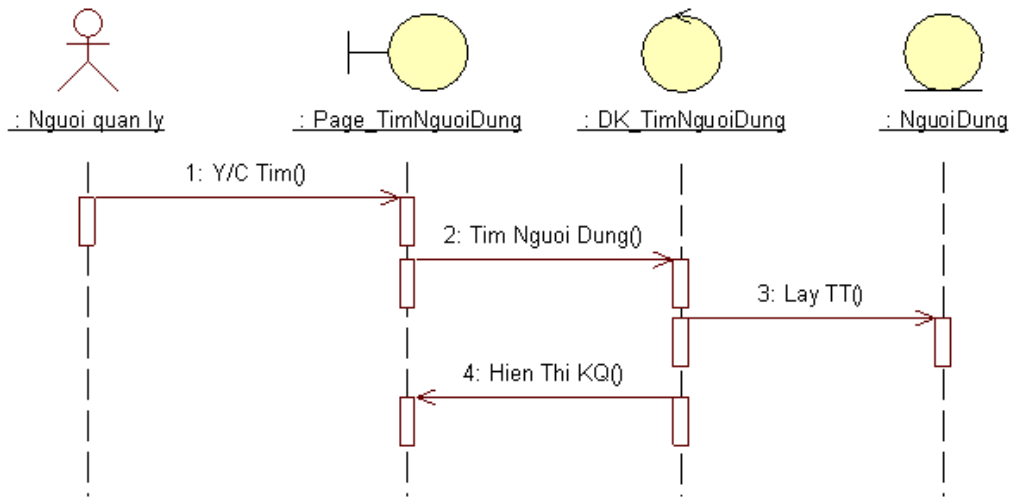 : Nguoi quan ly
: Page_TimNguoiDung
: DK_TimNguoiDung
: NguoiDung
1: Y/C Tim()
2: Tim Nguoi Dung()
3: Lay TT()
4: Hien Thi KQ()